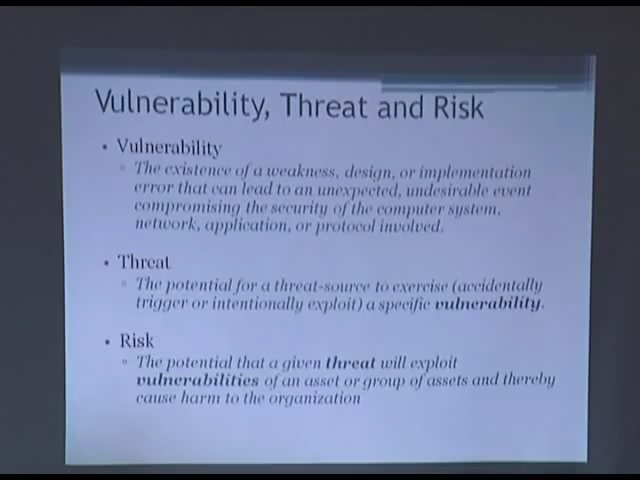 Vulnerability, Threat and Risk
• Vulnerability
▫ The existence of a weakness, design, or implementation
error that can lead to an unexpected, undesirable event
compromising the security of the computer system,
network, application, or protocol involved.
• Threat
▫ The potential for a threat-source to exercise (accidentally
trigger or intentionally exploit) a specific vulnerability.
• Risk
▫ The potential that a given threat will exploit
vulnerabilities of an asset or group of assets and thereby
cause harm to the organization